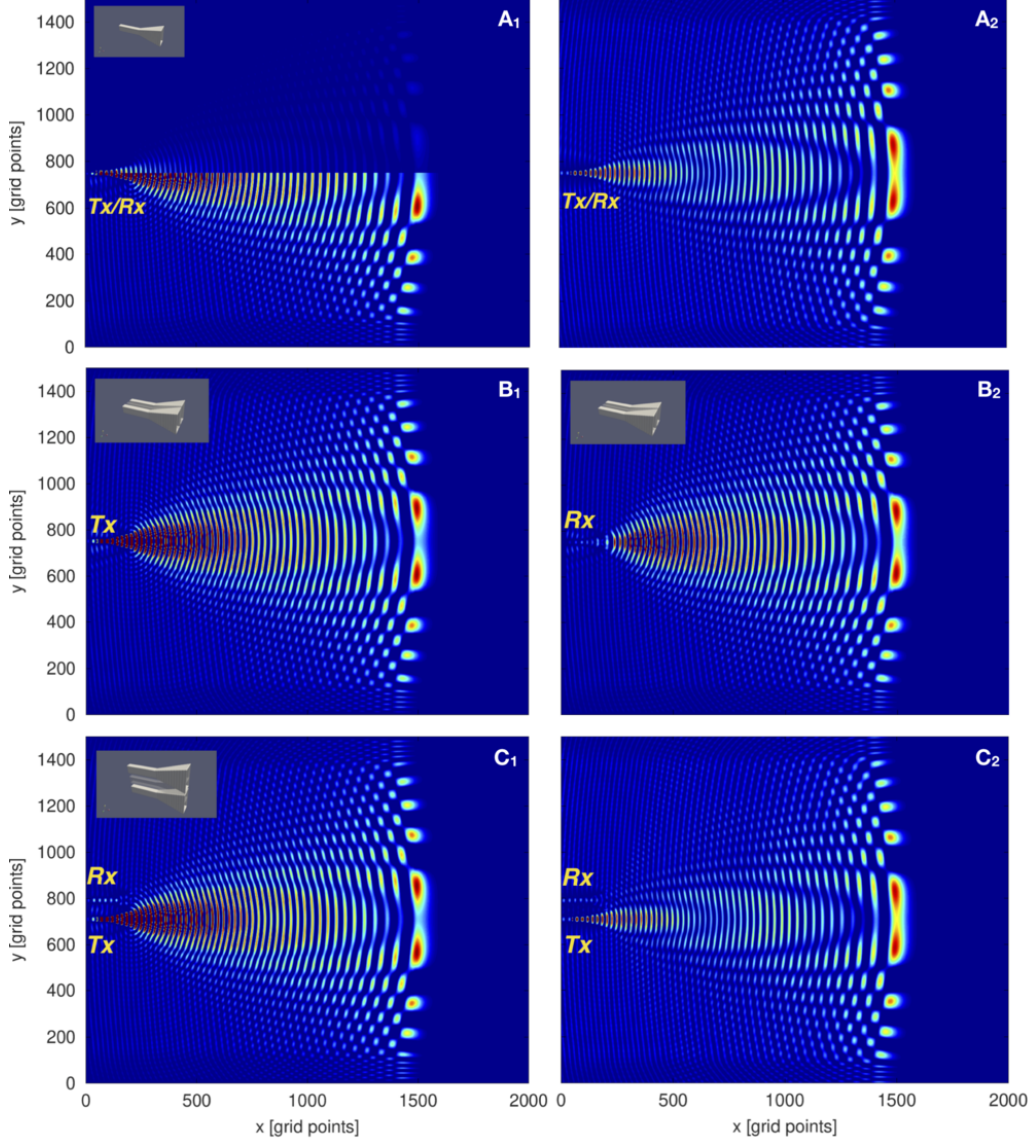 A₁
A₂
1400
1200
1000
800
600
400
200
0
y [grid points]
Tx/Rx
Tx/Rx
B₁
B₂
1400
1200
1000
800
600
400
200
0
y [grid points]
Tx
Rx
C₁
C₂
1400
1200
1000
800
600
400
200
0
y [grid points]
Rx
Tx
Rx
Tx
0 500 1000 1500 2000
0 500 1000 1500 2000
x [grid points]
x [grid points]